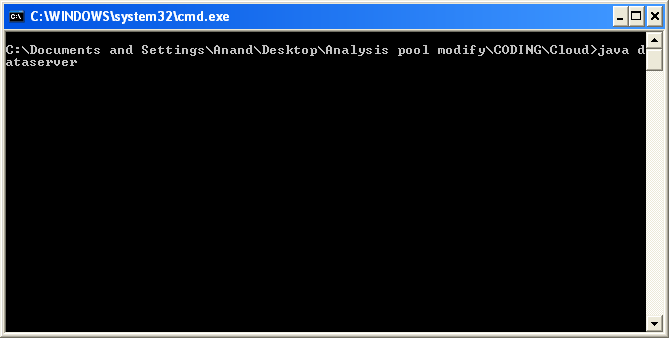 C:\WINDOWS\system32\cmd.exe
C:\Documents and Settings\Anand\Desktop\Analysis pool modify\CODING\Cloud>java d
ataserver